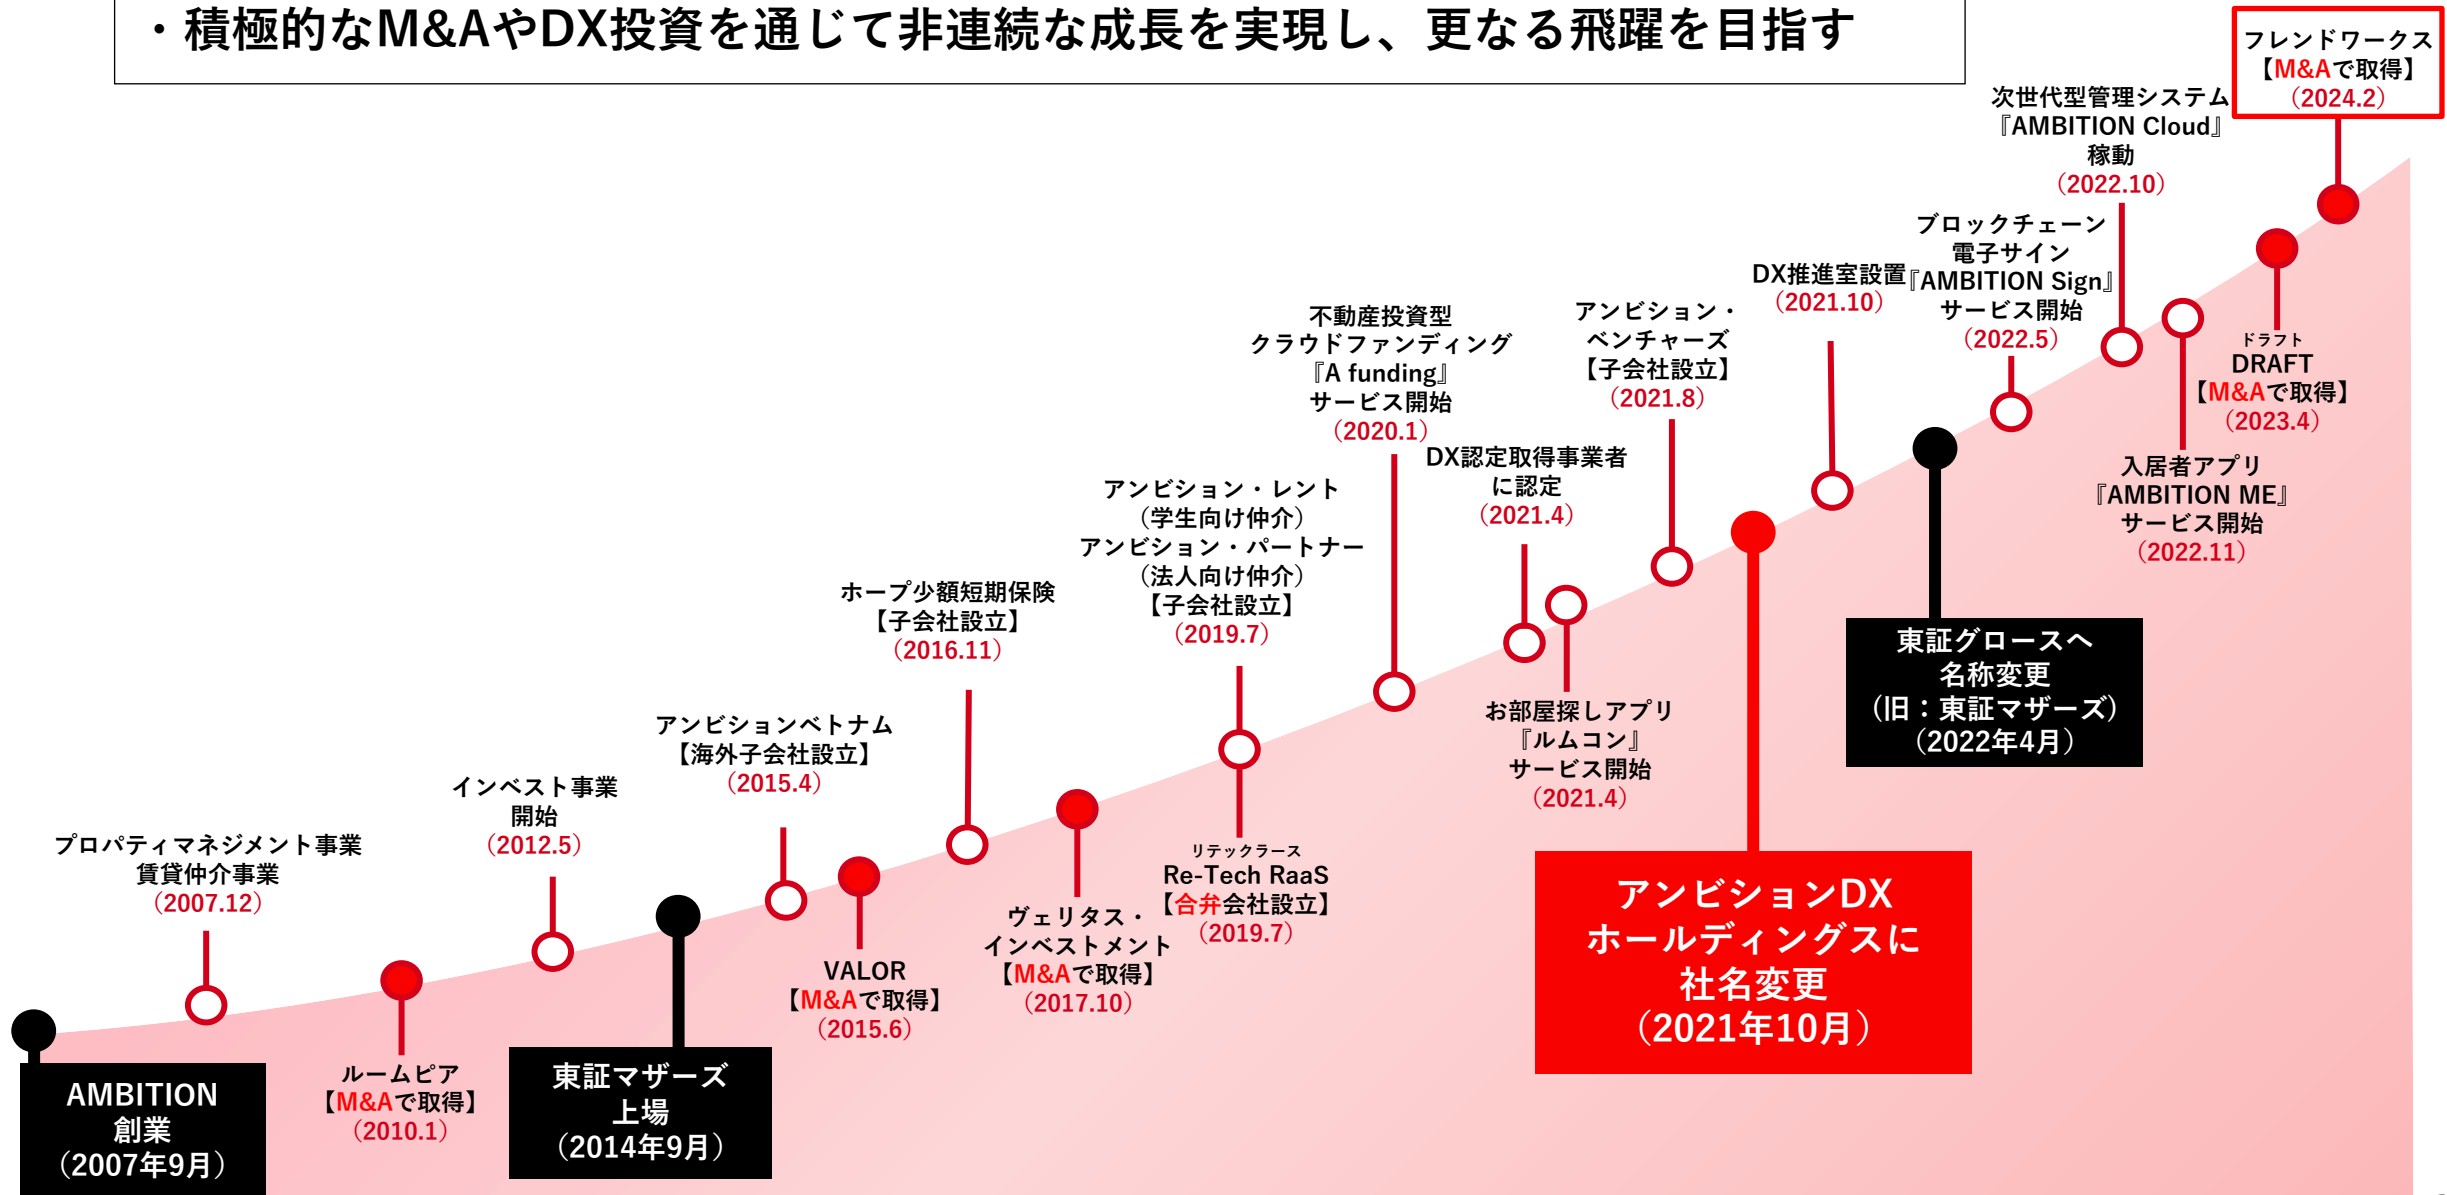 ・積極的なM&AやDX投資を通じて非連続な成長を実現し、更なる飛躍を目指す
AMBITION
創業
（2007年9月）
プロパティマネジメント事業
賃貸仲介事業
（2007.12）
ルームピア
【M&Aで取得】
（2010.1）
インベスト事業
開始
（2012.5）
東証マザーズ
上場
（2014年9月）
アンビションベトナム
【海外子会社設立】
（2015.4）
VALOR
【M&Aで取得】
（2015.6）
ホープ少額短期保険
【子会社設立】
（2016.11）
ヴェリタス・
インベストメント
【M&Aで取得】
（2017.10）
アンビション・レント
（学生向け仲介）
アンビション・パートナー
（法人向け仲介）
【子会社設立】
（2019.7）
リテックラース
Re-Tech RaaS
【合弁会社設立】
（2019.7）
不動産投資型
クラウドファンディング
『A funding』
サービス開始
（2020.1）
DX認定取得事業者
に認定
（2021.4）
お部屋探しアプリ
『ルムコン』
サービス開始
（2021.4）
アンビション・
ベンチャーズ
【子会社設立】
（2021.8）
アンビションDX
ホールディングスに
社名変更
（2021年10月）
DX推進室設置
（2021.10）
東証グロースへ
名称変更
（旧：東証マザーズ）
（2022年4月）
ブロックチェーン
電子サイン
『AMBITION Sign』
サービス開始
（2022.5）
次世代型管理システム
『AMBITION Cloud』
稼動
（2022.10）
入居者アプリ
『AMBITION ME』
サービス開始
（2022.11）
ドラフト
DRAFT
【M&Aで取得】
（2023.4）
フレンドワークス
【M&Aで取得】
（2024.2）